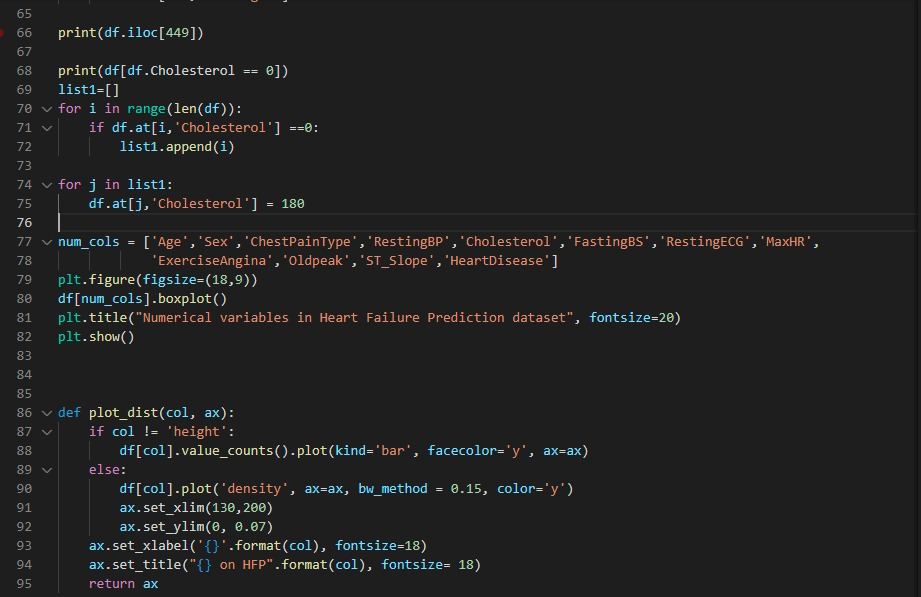 65
66 print(df.iloc[449])
67
68 print(df[df.Cholesterol == 0])
69 list1=[]
70 for i in range(len(df)):
71     if df.at[i,'Cholesterol'] ==0:
72         list1.append(i)
73
74 for j in list1:
75     df.at[j,'Cholesterol'] = 180
76
77 num_cols = ['Age','Sex','ChestPainType','RestingBP','Cholesterol','FastingBS','RestingECG','MaxHR',
78             'ExerciseAngina','Oldpeak','ST_Slope','HeartDisease']
79 plt.figure(figsize=(18,9))
80 df[num_cols].boxplot()
81 plt.title("Numerical variables in Heart Failure Prediction dataset", fontsize=20)
82 plt.show()
83
84
85
86 def plot_dist(col, ax):
87     if col != 'height':
88         df[col].value_counts().plot(kind='bar', facecolor='y', ax=ax)
89     else:
90         df[col].plot('density', ax=ax, bw_method = 0.15, color='y')
91         ax.set_xlim(130,200)
92         ax.set_ylim(0, 0.07)
93     ax.set_xlabel('{}'.format(col), fontsize=18)
94     ax.set_title("{} on HFP".format(col), fontsize= 18)
95     return ax